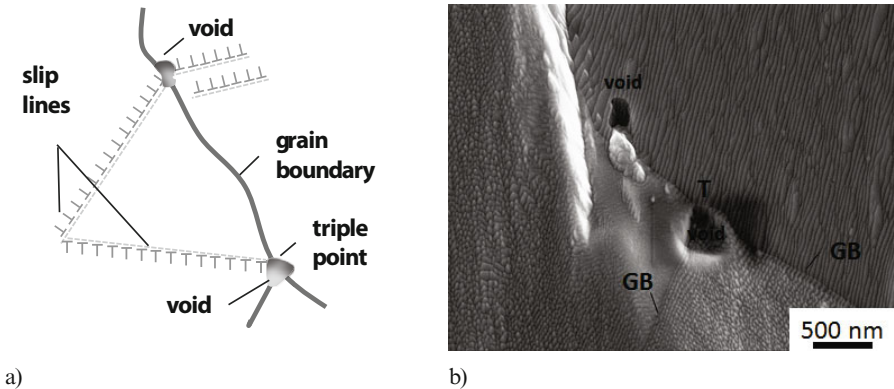 void
slip
lines
grain
boundary
triple
point
void
a)
void
T
void
GB
GB
500 nm
b)